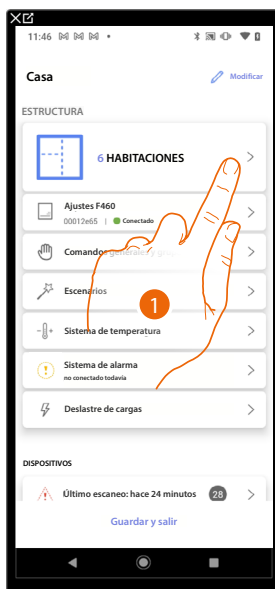 11:46
Casa
Modificar
ESTRUCTURA
6 HABITACIONES
Ajustes F460
00012e65 | Conectado
Comandos generales y
Escenarios
1
Sistema de temperatura
Sistema de alarma
no conectado todavía
Deslastre de cargas
DISPOSITIVOS
Último escaneo: hace 24 minutos 28
Guardar y salir